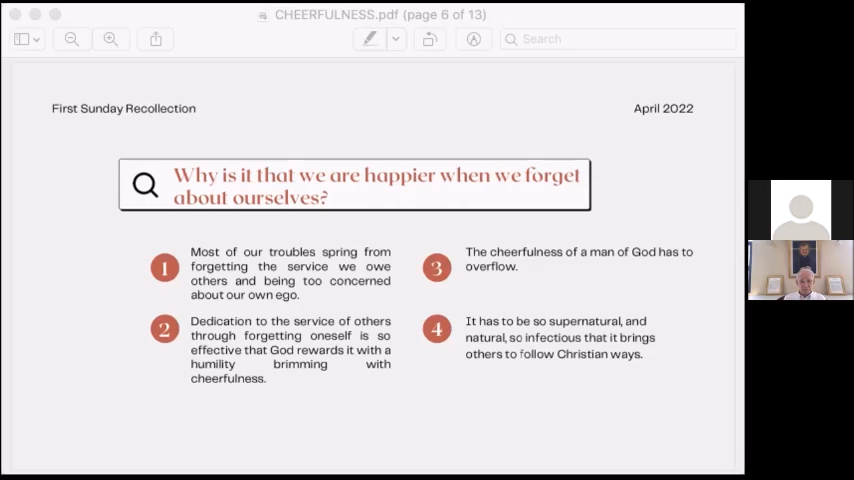 CHEERFULNESS.pdf (page 6 of 13)
Search
First Sunday Recollection
April 2022
Why is it that we are happier when we forget
about ourselves?
1
Most of our troubles spring from
forgetting the service we owe
others and being too concerned
about our own ego.
2
Dedication to the service of others
through forgetting oneself is so
effective that God rewards it with a
humility brimming with
cheerfulness.
3
The cheerfulness of a man of God has to
overflow.
4
It has to be so supernatural, and
natural, so infectious that it brings
others to follow Christian ways.